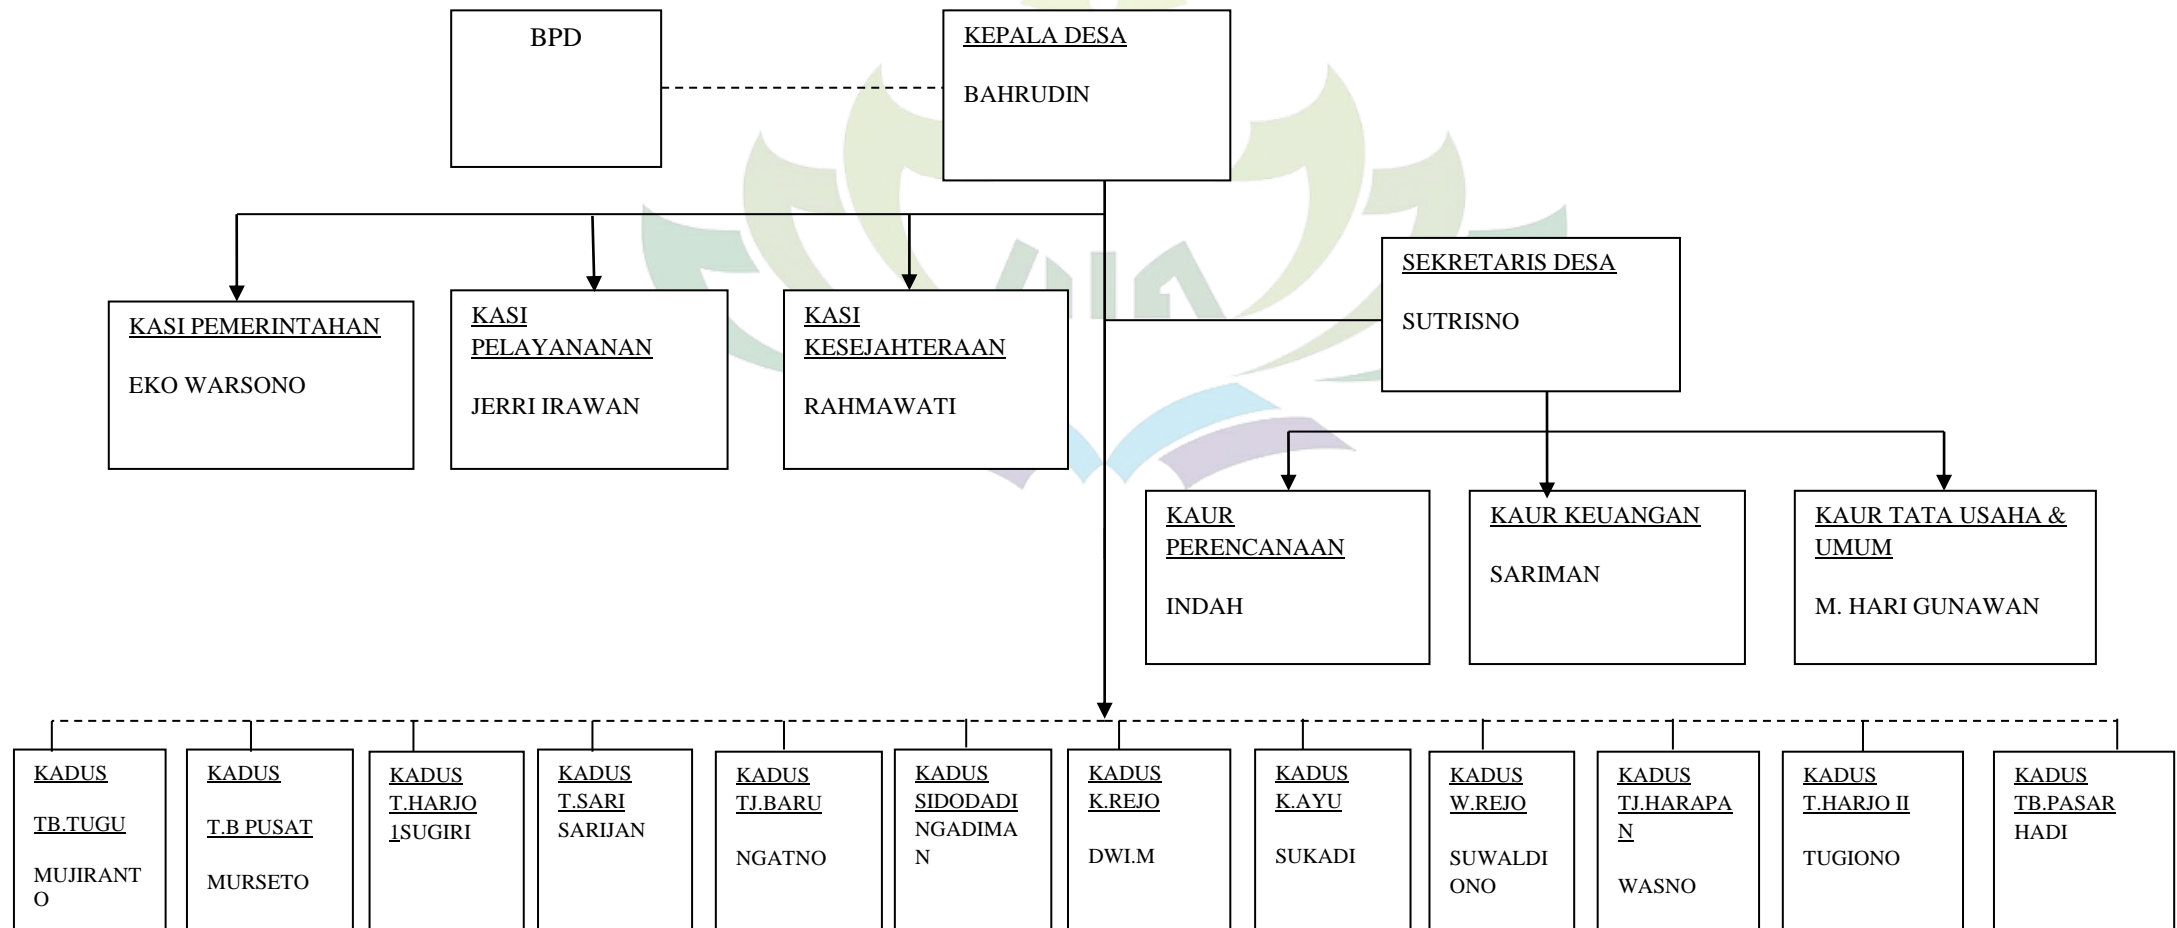 BPD
KEPALA DESA
BAHRUDIN
SEKRETARIS DESA
SUTRISNO
KASI PEMERINTAHAN
EKO WARSONO
KASI
PELAYANANAN
JERRI IRAWAN
KASI
KESEJAHTERAAN
RAHMAWATI
KAUR
PERENCANAAN
INDAH
KAUR KEUANGAN
SARIMAN
KAUR TATA USAHA &
UMUM
M. HARI GUNAWAN
KADUS
TB.TUGU
MUJIRANT
O
KADUS
T.B PUSAT
MURSETO
KADUS
T.HARJO
1SUGIRI
KADUS
T.SARI
SARIJAN
KADUS
TJ.BARU
NGATNO
KADUS
SIDODADI
NGADIMA
N
KADUS
K.REJO
DWI.M
KADUS
K.AYU
SUKADI
KADUS
W.REJO
SUWALDI
ONO
KADUS
TJ.HARAPA
N
WASNO
KADUS
T.HARJO II
TUGIONO
KADUS
TB.PASAR
HADI